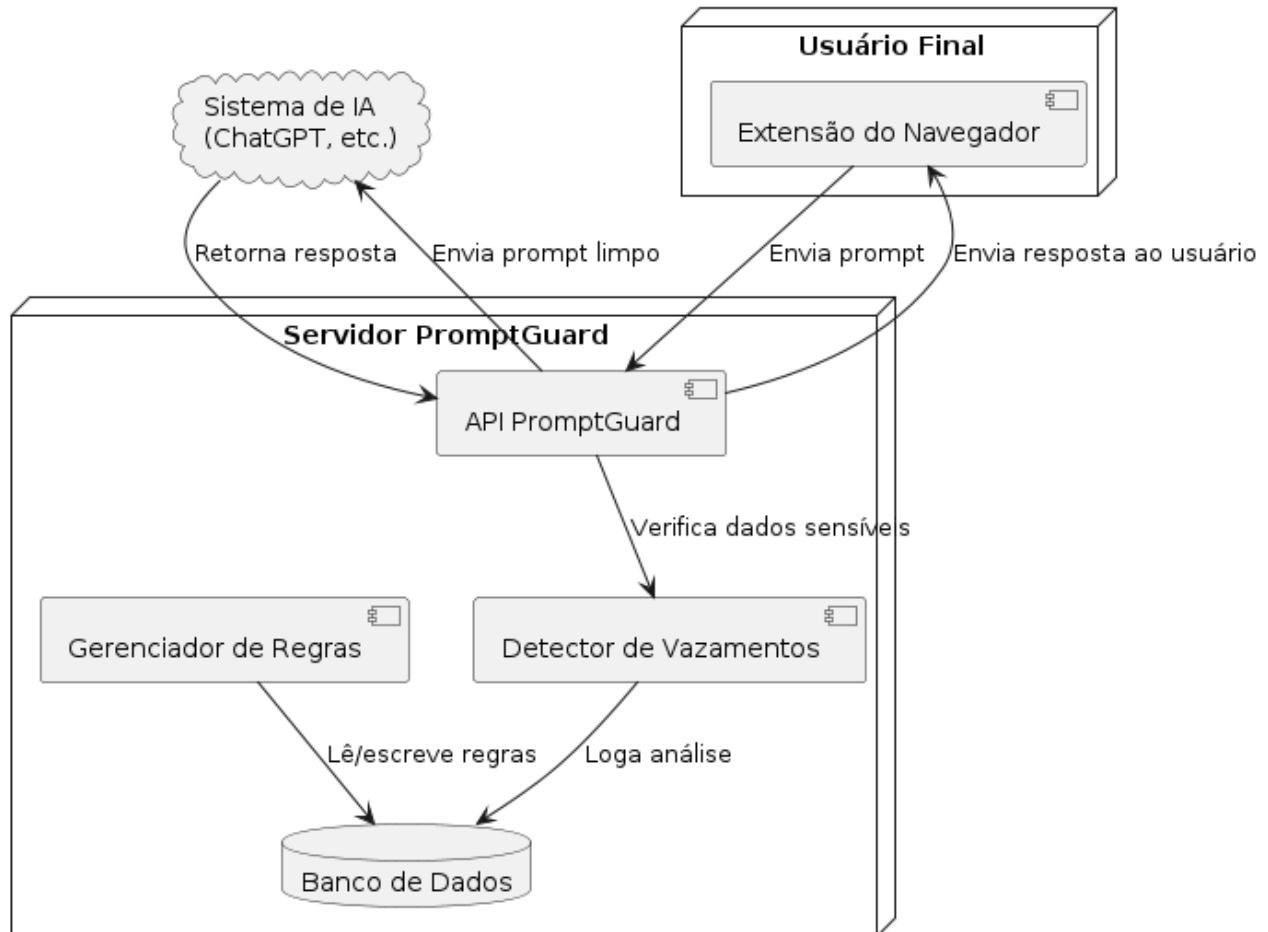 Usuário Final
Extensão do Navegador
Sistema de IA
(ChatGPT, etc.)
Retorna resposta
Envia prompt limpo
Envia prompt
Envia resposta ao usuário
Servidor PromptGuard
API PromptGuard
Verifica dados sensíveis
Gerenciador de Regras
Detector de Vazamentos
Lê/escreve regras
Loga análise
Banco de Dados